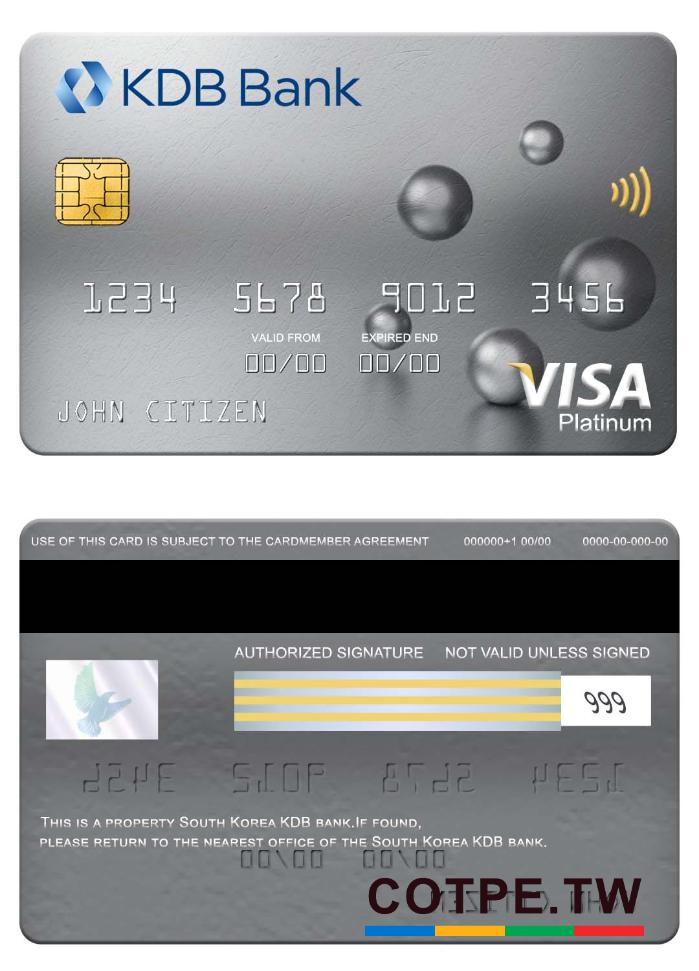 KDB Bank
1234 5678 9012 3456
VALID FROM EXPIRED END
00/00 00/00
JOHN CITIZEN
VISA
Platinum
USE OF THIS CARD IS SUBJECT TO THE CARDMEMBER AGREEMENT 000000+1 00/00 0000-00-000-00
AUTHORIZED SIGNATURE NOT VALID UNLESS SIGNED
999
THIS IS A PROPERTY SOUTH KOREA KDB BANK.IF FOUND,
PLEASE RETURN TO THE NEAREST OFFICE OF THE SOUTH KOREA KDB BANK.
COTPE.TW